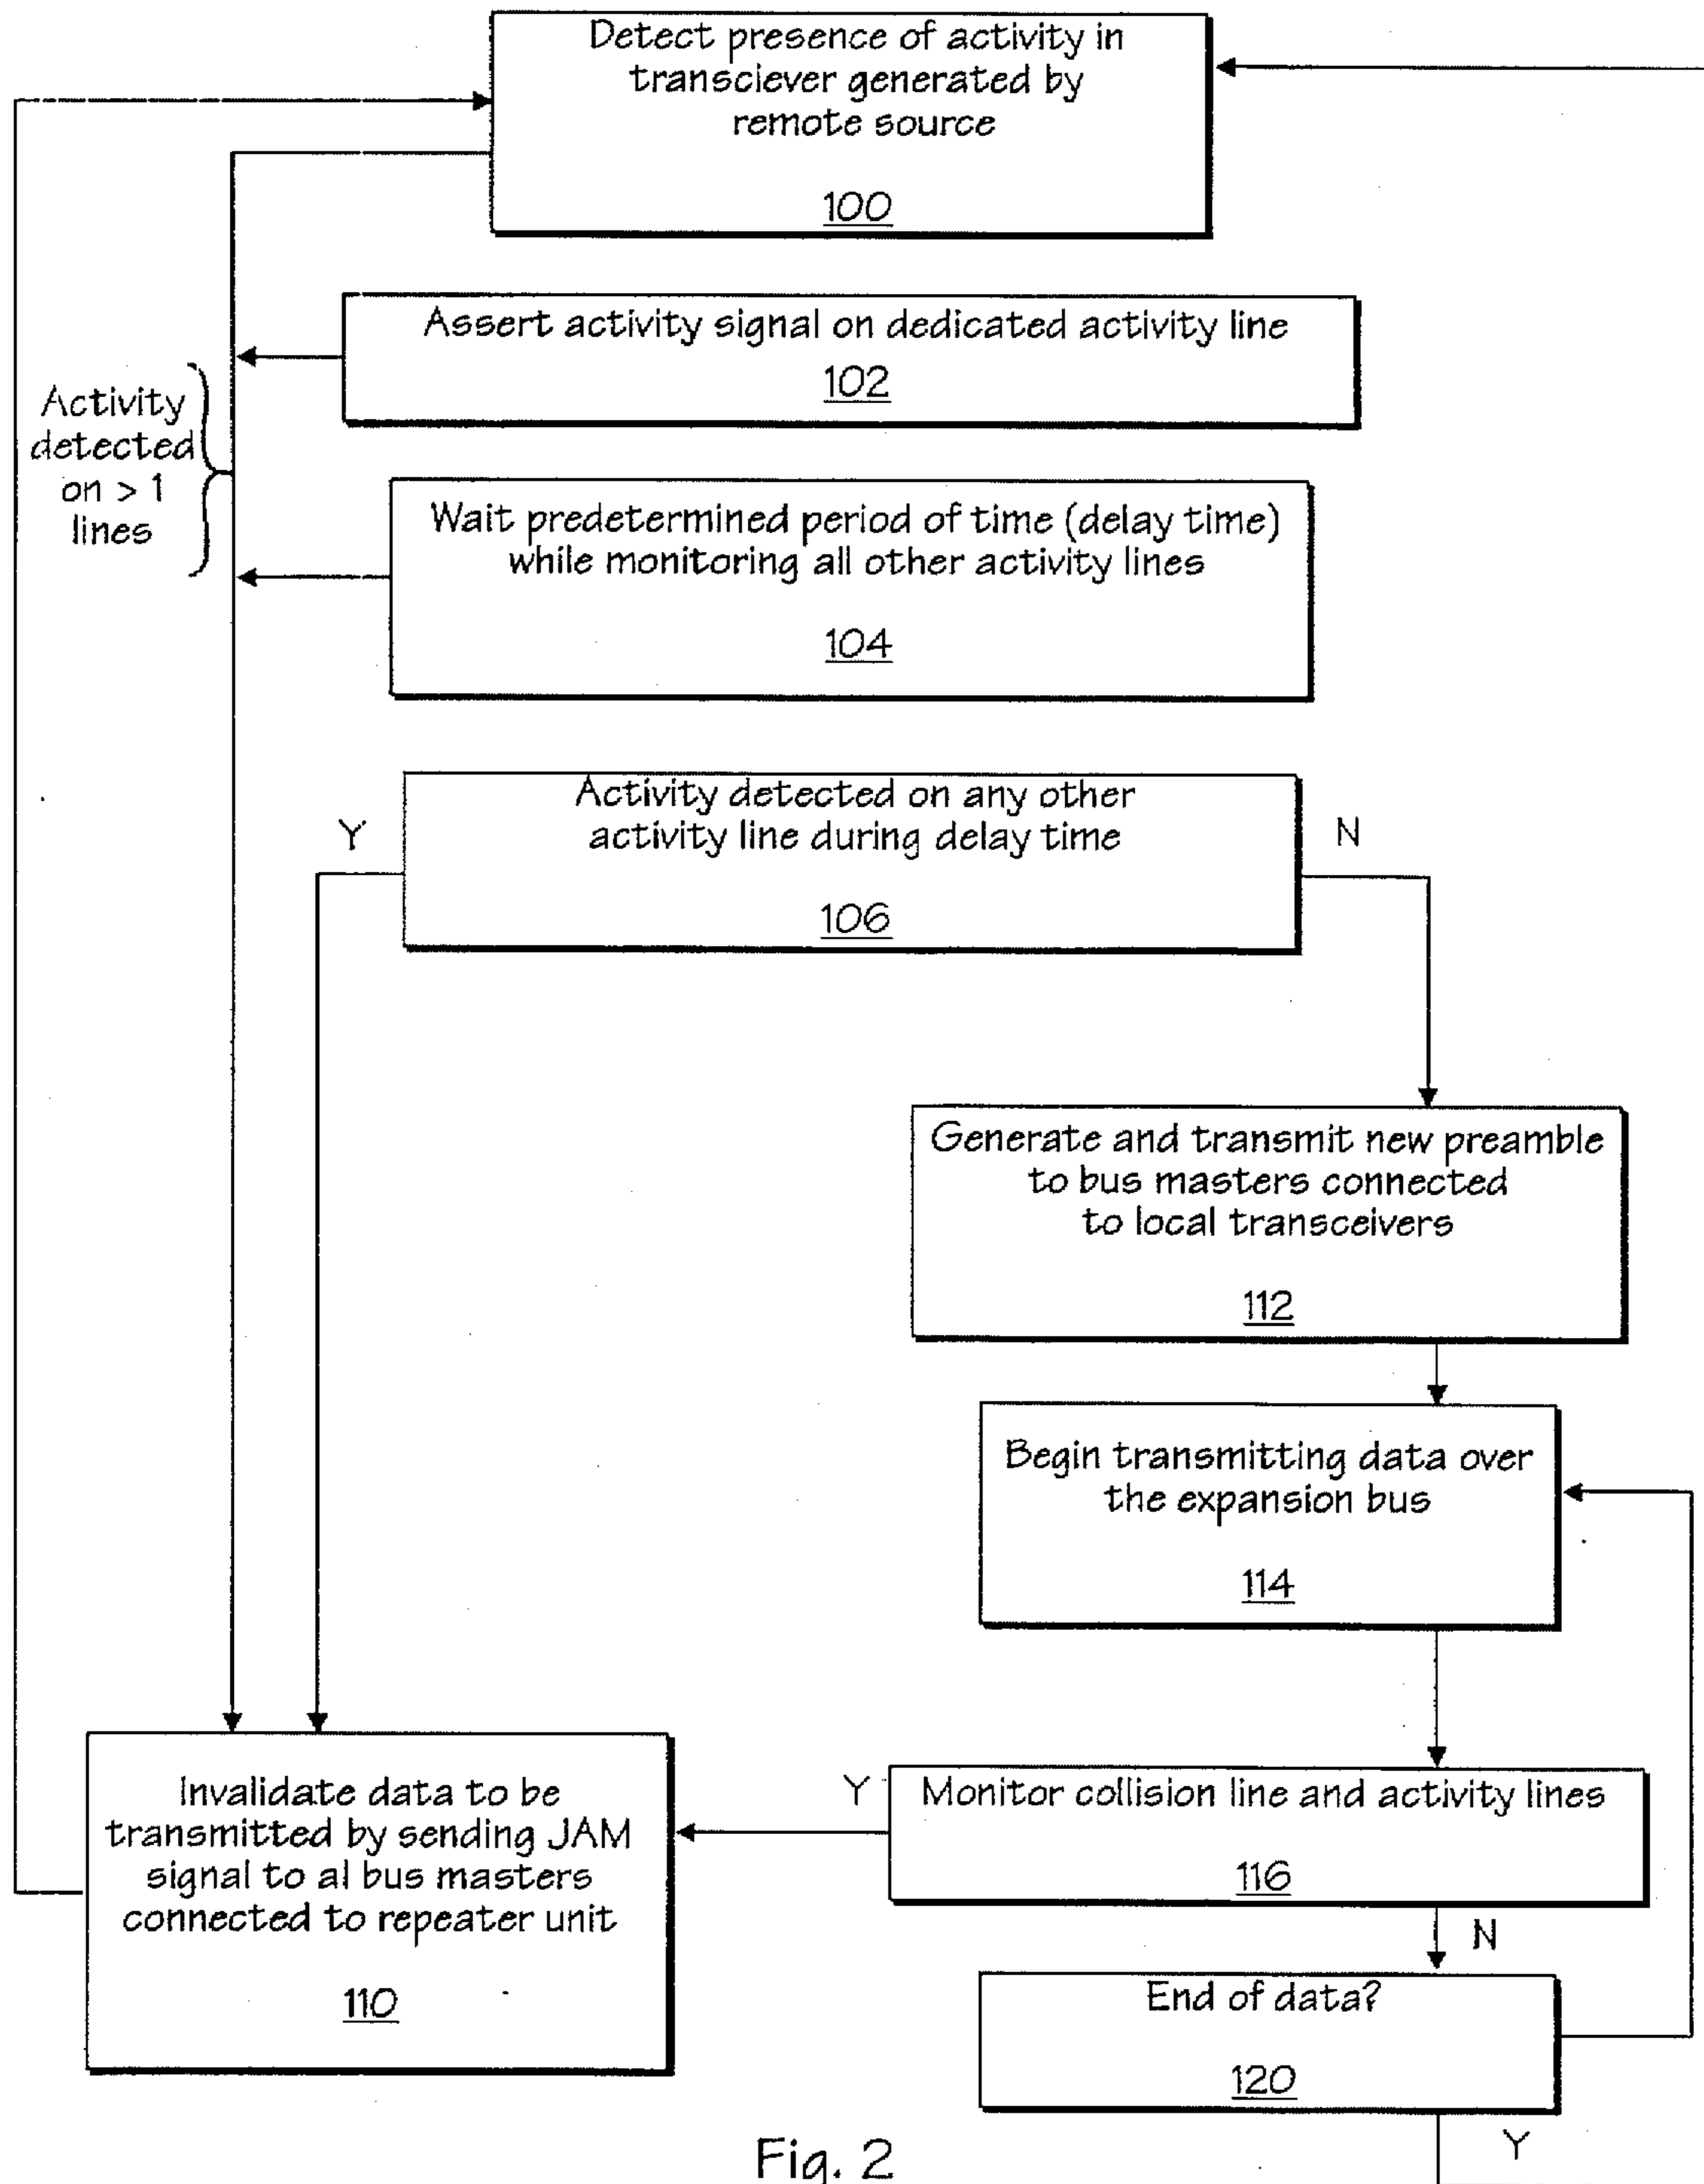 Detect presence of activity in
transciever generated by
remote source
100
Assert activity signal on dedicated activity line
102
Activity
detected
on > 1
lines
Wait predetermined period of time (delay time)
while monitoring all other activity lines
104
Activity detected on any other
activity line during delay time
106
Y
N
Generate and transmit new preamble
to bus masters connected
to local transceivers
112
Begin transmitting data over
the expansion bus
114
Invalidate data to be
transmitted by sending JAM
signal to al bus masters
connected to repeater unit
110
Y
Monitor collision line and activity lines
116
N
End of data?
120
Y
Fig. 2